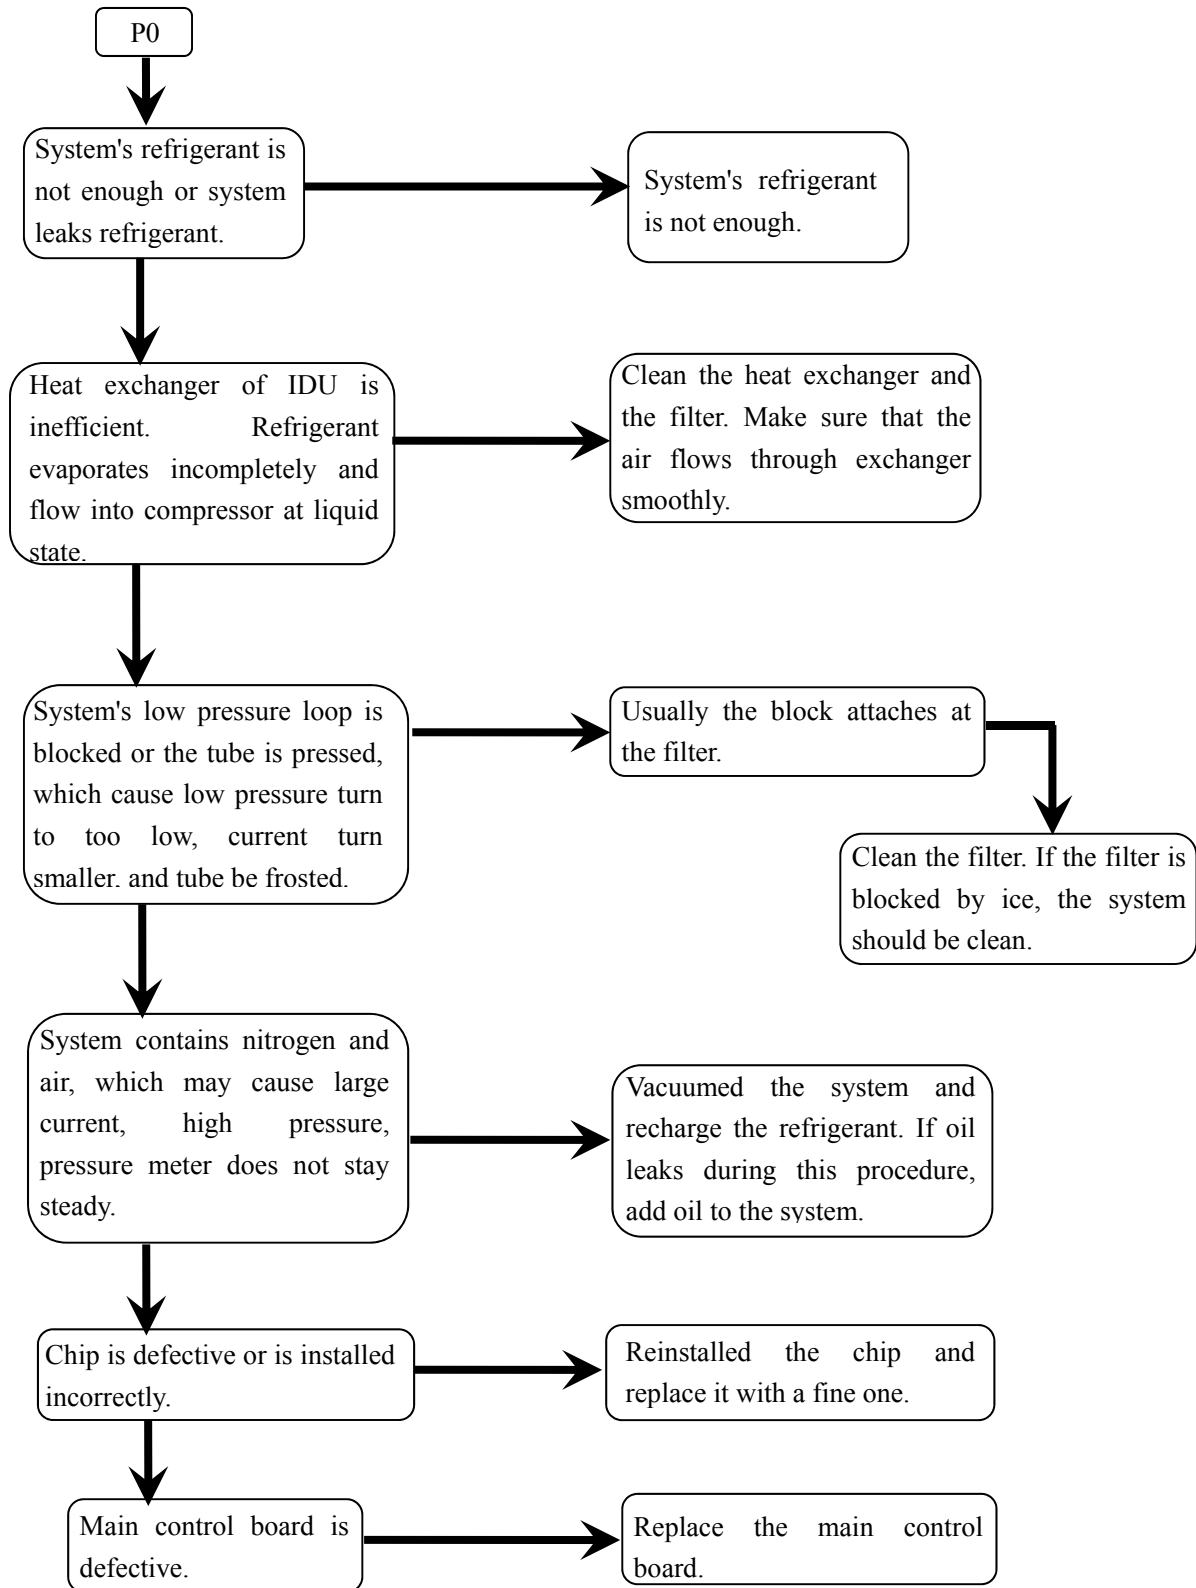 P0
System's refrigerant is
not enough or system
leaks refrigerant.
System's refrigerant
is not enough.
Heat exchanger of IDU is
inefficient. Refrigerant
evaporates incompletely and
flow into compressor at liquid
state.
Clean the heat exchanger and
the filter. Make sure that the
air flows through exchanger
smoothly.
System's low pressure loop is
blocked or the tube is pressed,
which cause low pressure turn
to too low, current turn
smaller, and tube be frosted.
Usually the block attaches at
the filter.
Clean the filter. If the filter is
blocked by ice, the system
should be clean.
System contains nitrogen and
air, which may cause large
current, high pressure,
pressure meter does not stay
steady.
Vacuumed the system and
recharge the refrigerant. If oil
leaks during this procedure,
add oil to the system.
Chip is defective or is installed
incorrectly.
Reinstalled the chip and
replace it with a fine one.
Main control board is
defective.
Replace the main control
board.